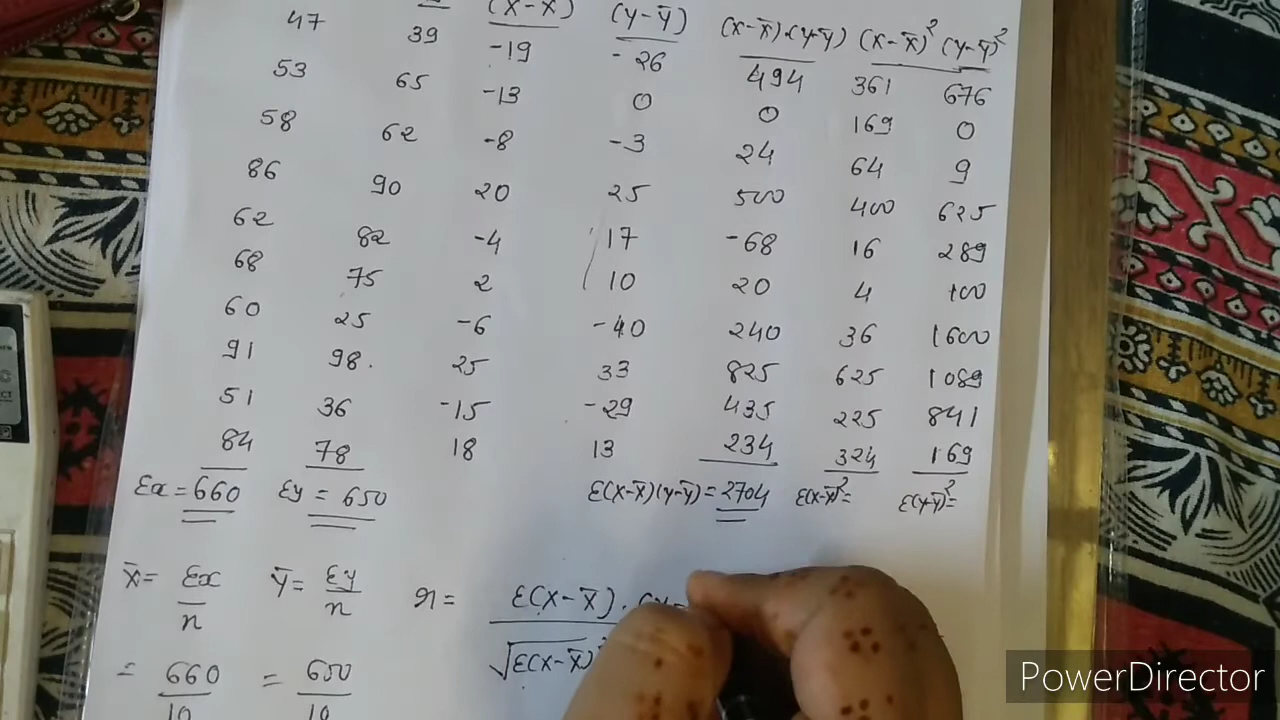 (x-x̄) (y-ȳ) (x-x̄)·(y-ȳ) (x-x̄)² (y-ȳ)²
47 39 -19 -26 494 361 676
53 65 -13 0 0 169 0
58 62 -8 -3 24 64 9
86 90 20 25 500 400 625
62 82 -4 17 -68 16 289
68 75 2 10 20 4 100
60 25 -6 -40 240 36 1600
91 98. 25 33 825 625 1089
51 36 -15 -29 435 225 841
84 78 18 13 234 324 169
Σx = 660 Σy = 650 Σ(x-x̄)(y-ȳ) = 2704 Σ(x-x̄)² = Σ(y-ȳ)² =
x̄ = Σx/n ȳ = Σy/n r = Σ(x-x̄).
√Σ(x-x̄)
= 660/10 = 650/10
PowerDirector